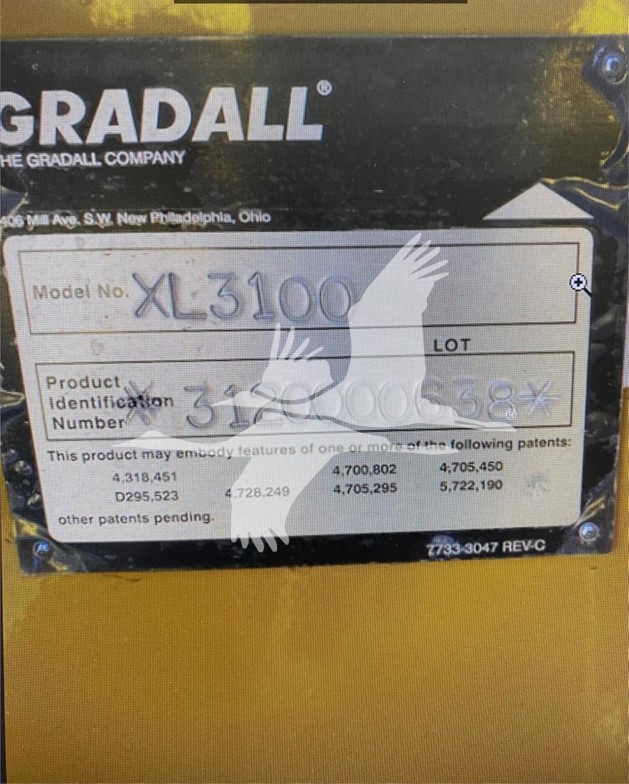 GRADALL®
HE GRADALL COMPANY
406 Mill Ave. S.W. New Philadelphia, Ohio
Model No. XL3100
LOT
Product
Identification
Number
* 3120000638*
This product may embody features of one or more of the following patents:
4,318,451 4,700,802 4,705,450
D295,523 4,728,249 4,705,295 5,722,190
other patents pending.
7733-3047 REV-C